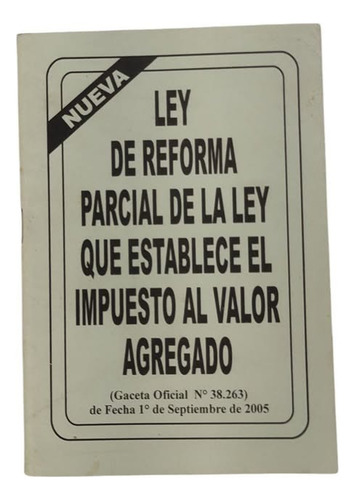 NUEVA
LEY
DE REFORMA
PARCIAL DE LA LEY
QUE ESTABLECE EL
IMPUESTO AL VALOR
AGREGADO
(Gaceta Oficial N° 38.263)
de Fecha 1° de Septiembre de 2005